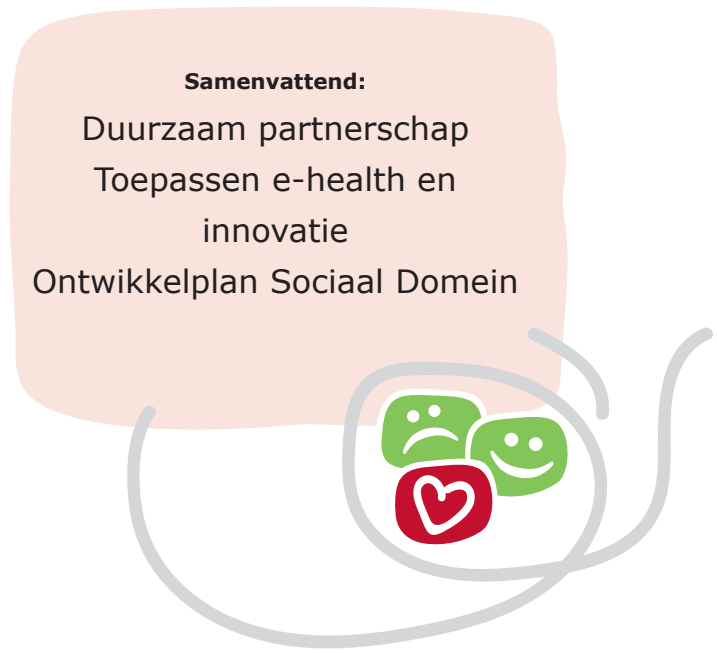 Samenvattend:
Duurzaam partnerschap
Toepassen e-health en
innovatie
Ontwikkelplan Sociaal Domein